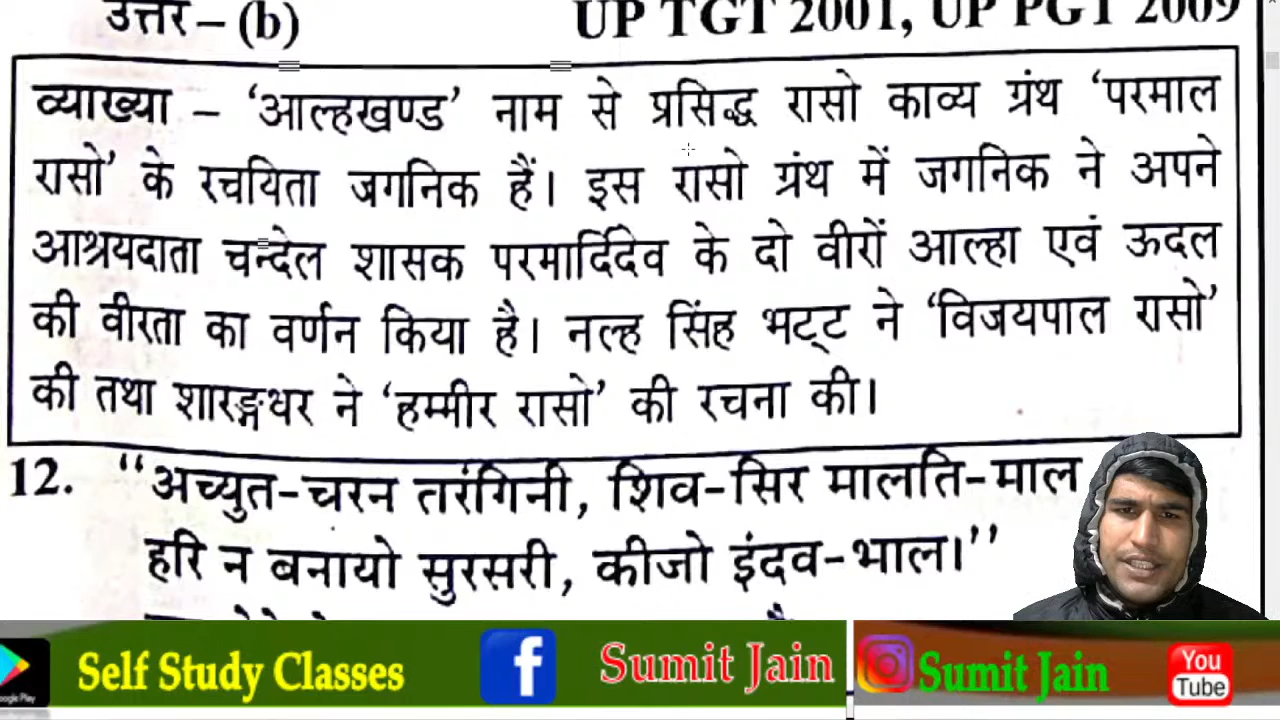 उत्तर – (b) UP TGT 2001, UP PGT 2009
व्याख्या – ‘आल्हखण्ड’ नाम से प्रसिद्ध रासो काव्य ग्रंथ ‘परमाल
रासो’ के रचयिता जगनिक हैं। इस रासो ग्रंथ में जगनिक ने अपने
आश्रयदाता चन्देल शासक परमार्दिदेव के दो वीरों आल्हा एवं ऊदल
की वीरता का वर्णन किया है। नल्ह सिंह भट्ट ने ‘विजयपाल रासो’
की तथा शारङ्गधर ने ‘हम्मीर रासो’ की रचना की।
12. ‘‘अच्युत-चरन तरंगिनी, शिव-सिर मालति-माल
हरि न बनायो सुरसरी, कीजो इंदव-भाल।’’
Google Play Self Study Classes f Sumit Jain Sumit Jain You Tube